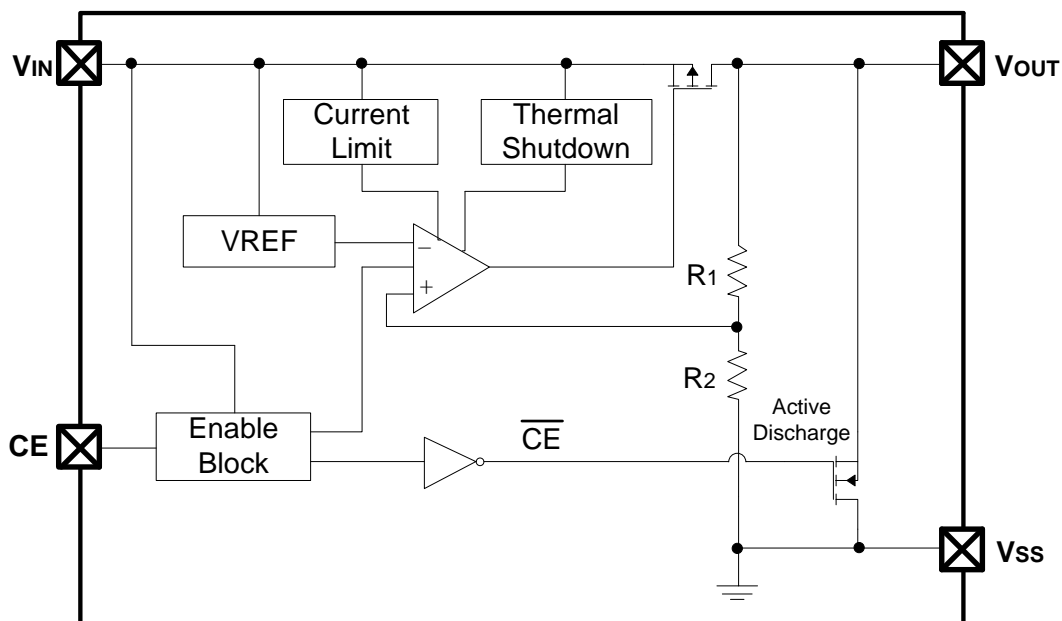 VIN
VOUT
Current
Limit
Thermal
Shutdown
VREF
−
+
R1
R2
Active
Discharge
CE
Enable
Block
CE
VSS